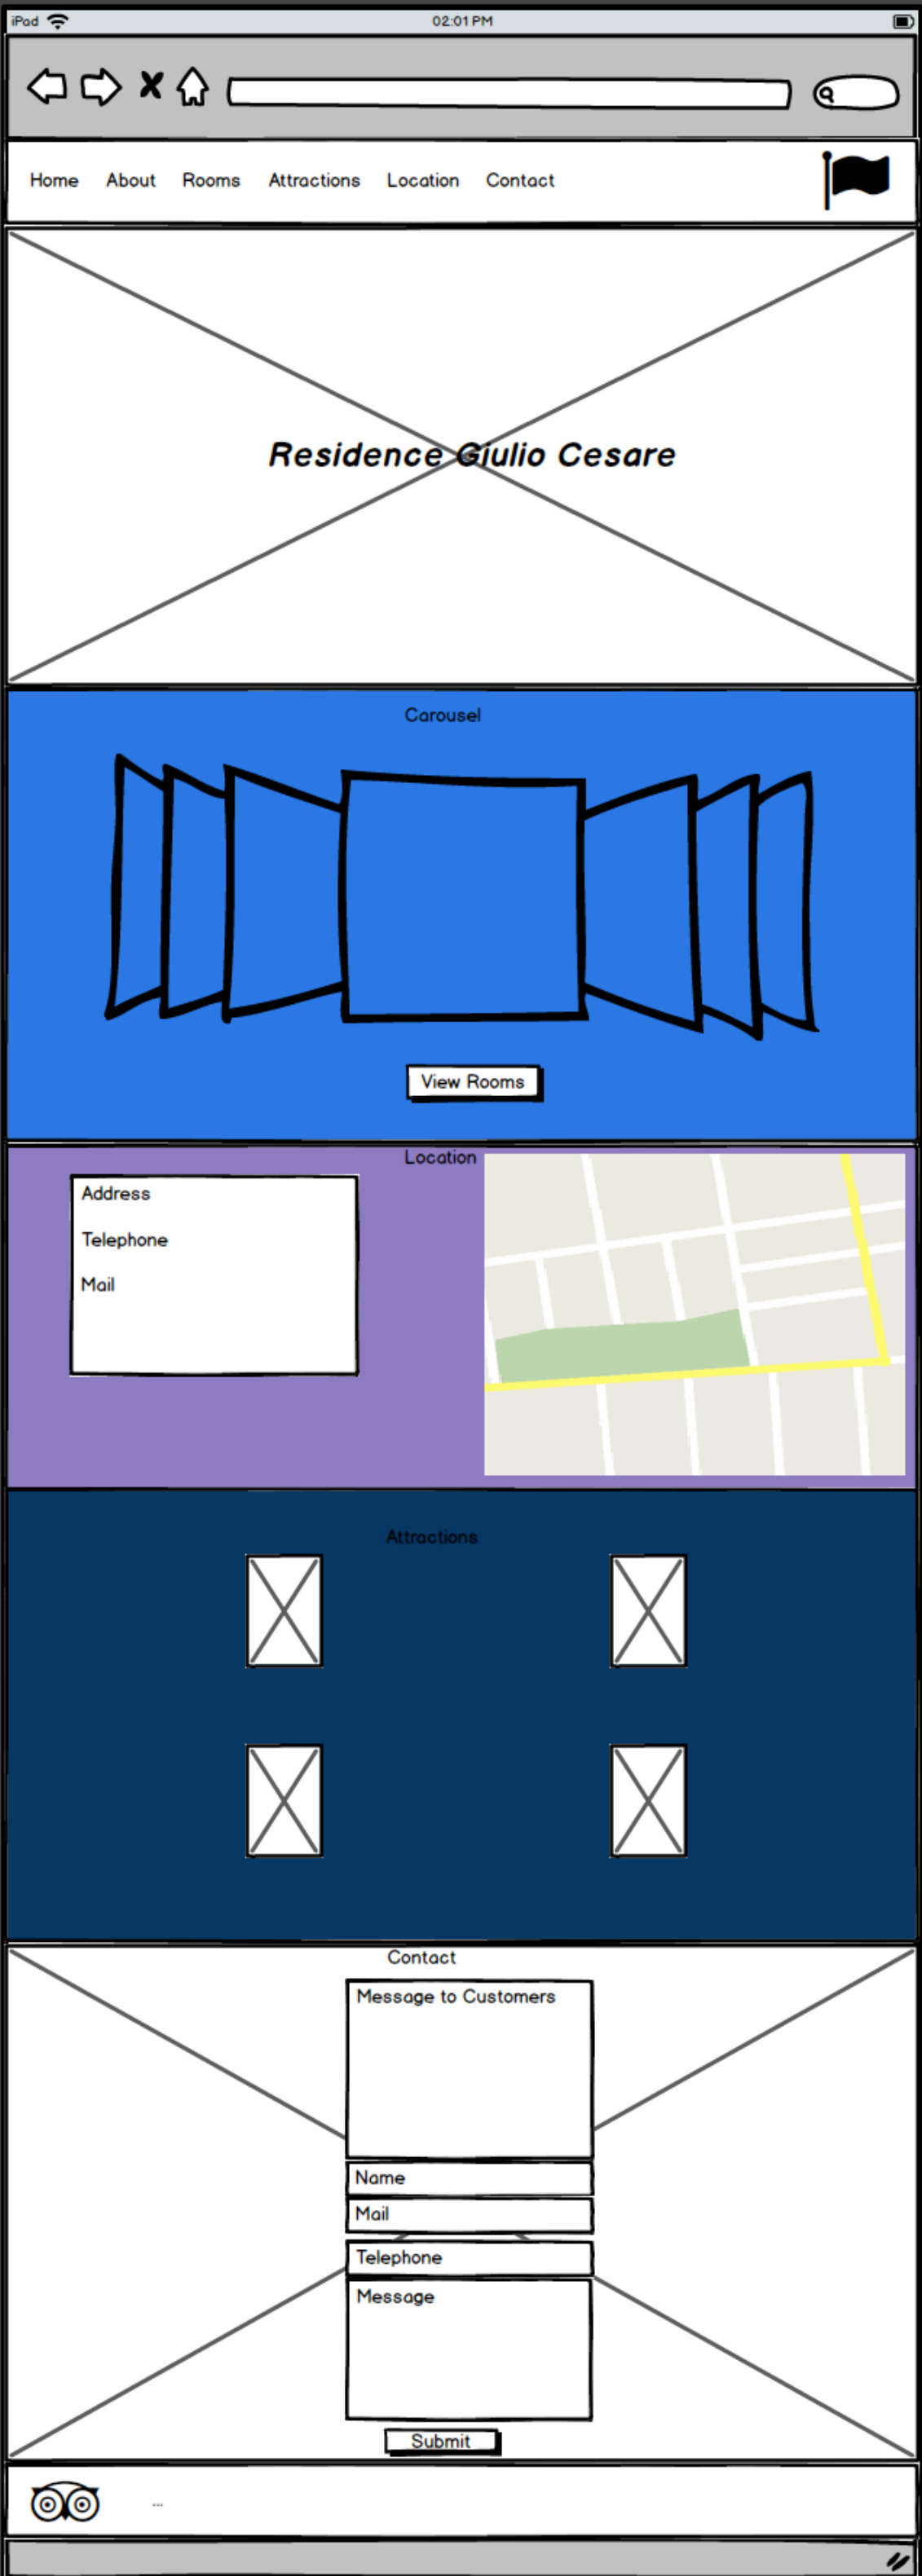 iPad 02:01 PM
Home About Rooms Attractions Location Contact
Residence Giulio Cesare
Carousel
View Rooms
Location
Address
Telephone
Mail
Attractions
Contact
Message to Customers
Name
Mail
Telephone
Message
Submit
...